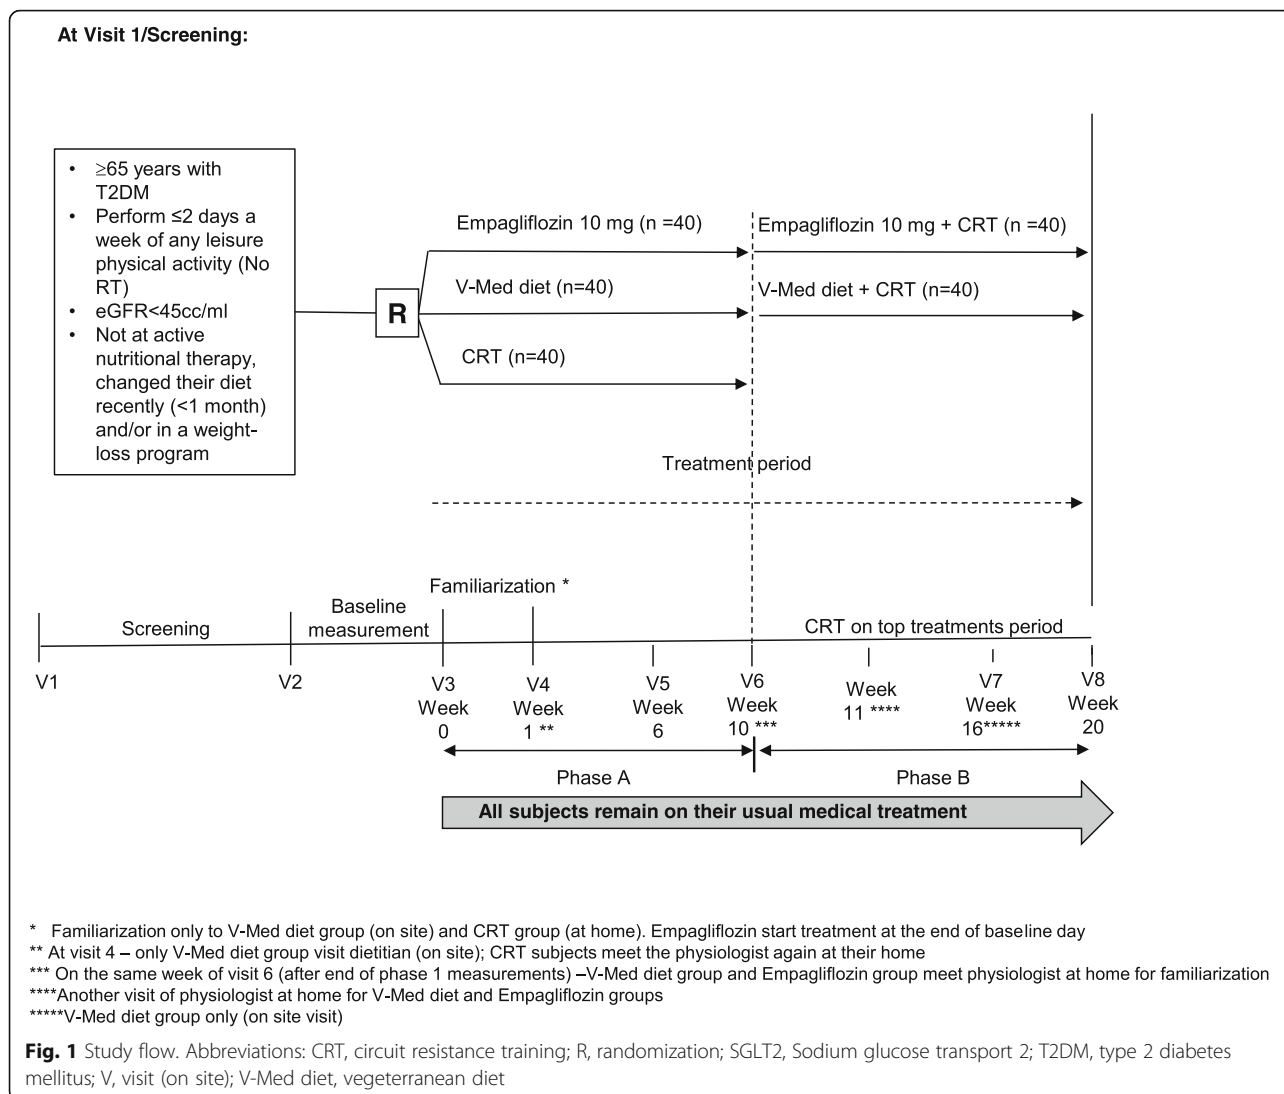 At Visit 1/Screening:
• ≥65 years with
T2DM
• Perform ≤2 days a
week of any leisure
physical activity (No
RT)
• eGFR<45cc/ml
• Not at active
nutritional therapy,
changed their diet
recently (<1 month)
and/or in a weight-
loss program
R
Empagliflozin 10 mg (n =40)
Empagliflozin 10 mg + CRT (n =40)
V-Med diet (n=40)
V-Med diet + CRT (n=40)
CRT (n=40)
Treatment period
Familiarization *
Screening
Baseline
measurement
CRT on top treatments period
V1
V2
V3
Week
0
V4
Week
1 **
V5
Week
6
V6
Week
10 ***
Week
11 ****
V7
Week
16*****
V8
Week
20
Phase A
Phase B
All subjects remain on their usual medical treatment
* Familiarization only to V-Med diet group (on site) and CRT group (at home). Empagliflozin start treatment at the end of baseline day
** At visit 4 – only V-Med diet group visit dietitian (on site); CRT subjects meet the physiologist again at their home
*** On the same week of visit 6 (after end of phase 1 measurements) –V-Med diet group and Empagliflozin group meet physiologist at home for familiarization
****Another visit of physiologist at home for V-Med diet and Empagliflozin groups
*****V-Med diet group only (on site visit)
Fig. 1 Study flow. Abbreviations: CRT, circuit resistance training; R, randomization; SGLT2, Sodium glucose transport 2; T2DM, type 2 diabetes
mellitus; V, visit (on site); V-Med diet, vegeterranean diet